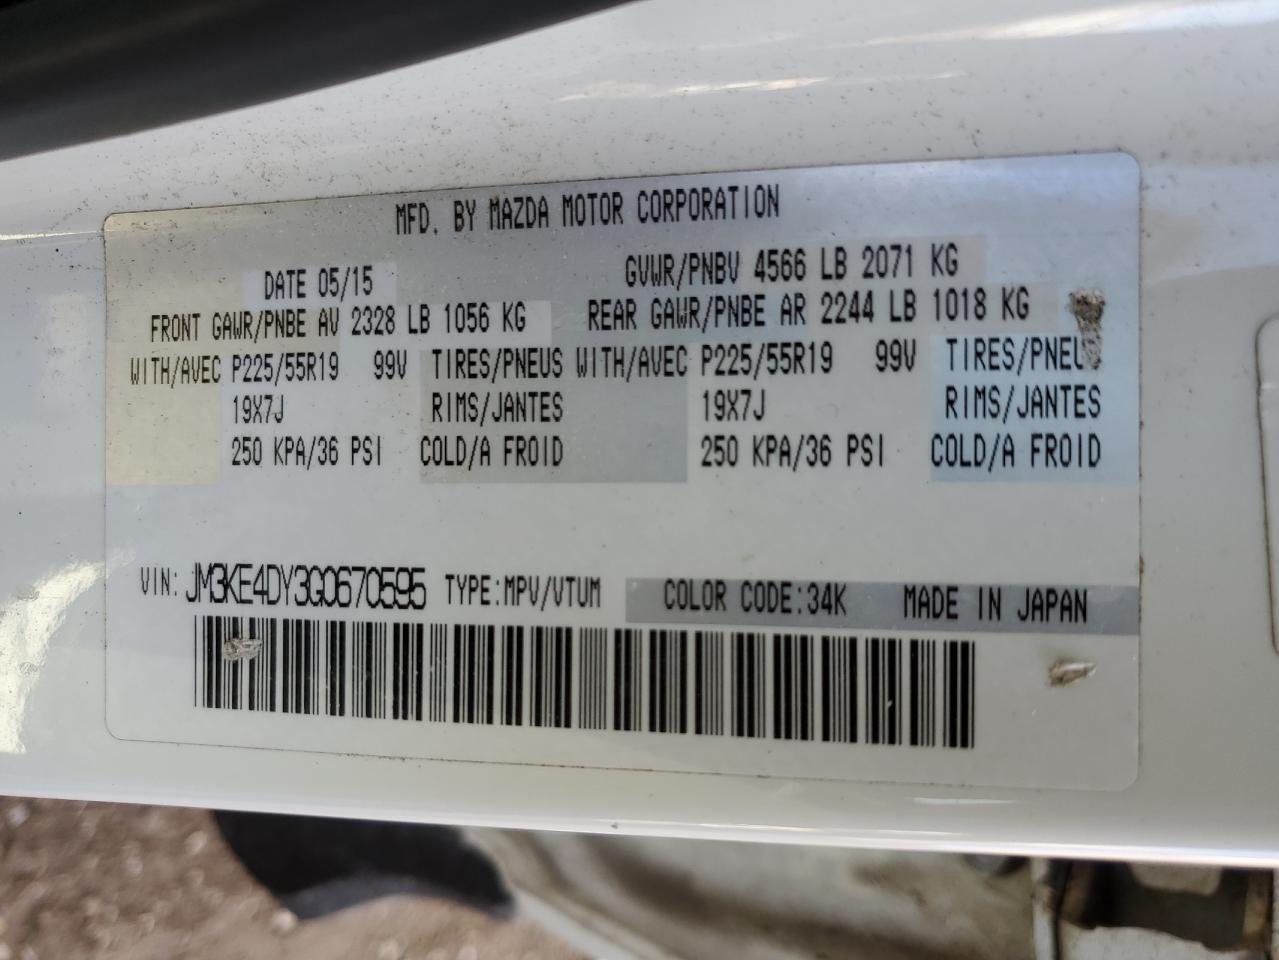 MFD. BY MAZDA MOTOR CORPORATION
DATE 05/15 GVWR/PNBV 4566 LB 2071 KG
FRONT GAWR/PNBE AV 2328 LB 1056 KG REAR GAWR/PNBE AR 2244 LB 1018 KG
WITH/AVEC P225/55R19 99V TIRES/PNEUS WITH/AVEC P225/55R19 99V TIRES/PNEUS
19X7J RIMS/JANTES 19X7J RIMS/JANTES
250 KPA/36 PSI COLD/A FROID 250 KPA/36 PSI COLD/A FROID
VIN: JM3KE4DY3G0670595 TYPE:MPV/VTUM COLOR CODE:34K MADE IN JAPAN